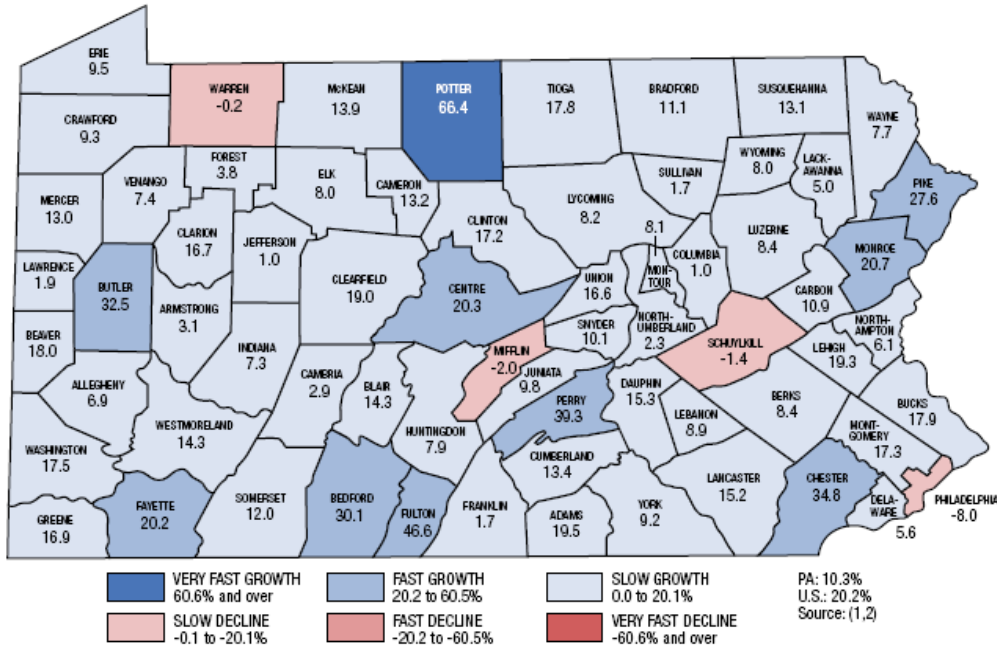 ERIE
9.5
WARREN
-0.2
McKEAN
13.9
POTTER
66.4
TIOGA
17.8
BRADFORD
11.1
SUSQUEHANNA
13.1
WAYNE
7.7
CRAWFORD
9.3
FOREST
3.8
ELK
8.0
CAMERON
13.2
SULLIVAN
1.7
WYOMING
8.0
LACK-
AWANNA
5.0
PIKE
27.6
MERCER
13.0
VENANGO
7.4
CLARION
16.7
JEFFERSON
1.0
CLINTON
17.2
LYCOMING
8.2
8.1
MON-
TOUR
COLUMBIA
1.0
LUZERNE
8.4
MONROE
20.7
LAWRENCE
1.9
BUTLER
32.5
ARMSTRONG
3.1
CLEARFIELD
19.0
CENTRE
20.3
UNION
16.6
CARBON
10.9
BEAVER
18.0
INDIANA
7.3
SNYDER
10.1
NORTH-
UMBERLAND
2.3
SCHUYLKILL
-1.4
NORTH-
AMPTON
6.1
LEHIGH
19.3
ALLEGHENY
6.9
CAMBRIA
2.9
BLAIR
14.3
MIFFLIN
-2.0
JUNIATA
9.8
PERRY
39.3
DAUPHIN
15.3
LEBANON
8.9
BERKS
8.4
BUCKS
17.9
WASHINGTON
17.5
WESTMORELAND
14.3
HUNTINGDON
7.9
CUMBERLAND
13.4
MONT-
GOMERY
17.3
GREENE
16.9
FAYETTE
20.2
SOMERSET
12.0
BEDFORD
30.1
FULTON
46.6
FRANKLIN
1.7
ADAMS
19.5
YORK
9.2
LANCASTER
15.2
CHESTER
34.8
DELA-
WARE
5.6
PHILADELPHIA
-8.0
VERY FAST GROWTH
60.6% and over
FAST GROWTH
20.2 to 60.5%
SLOW GROWTH
0.0 to 20.1%
SLOW DECLINE
-0.1 to -20.1%
FAST DECLINE
-20.2 to -60.5%
VERY FAST DECLINE
-60.6% and over
PA: 10.3%
U.S.: 20.2%
Source: (1,2)